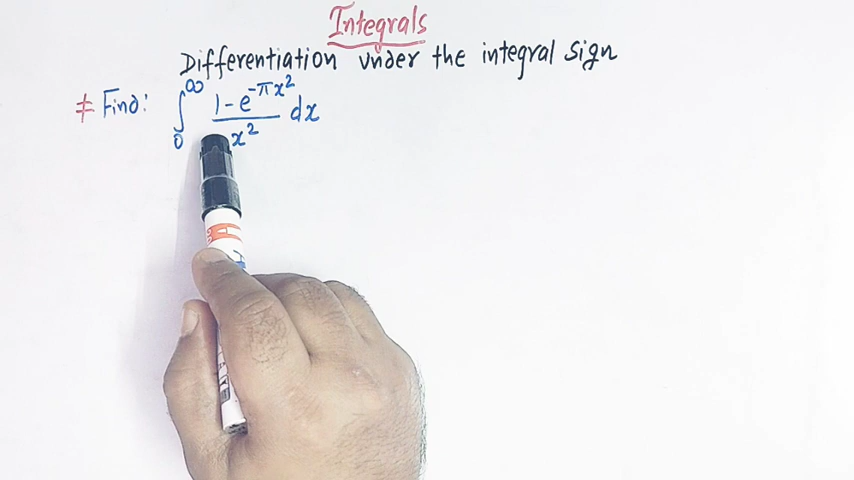 Integrals
Differentiation under the integral sign
≠ Find: ∫₀^∞ (1-e^(-πx²))/x² dx